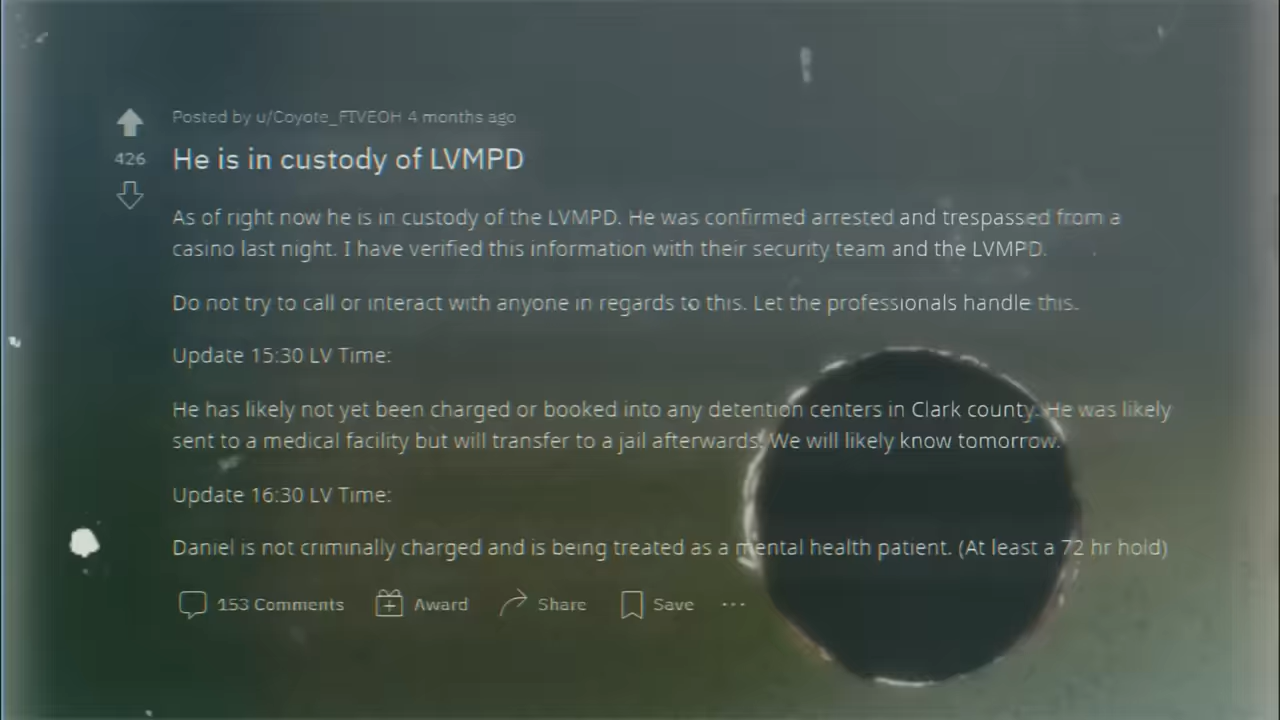 Posted by u/Coyote_FIVEOH 4 months ago
426
He is in custody of LVMPD
As of right now he is in custody of the LVMPD. He was confirmed arrested and trespassed from a
casino last night. I have verified this information with their security team and the LVMPD.
Do not try to call or interact with anyone in regards to this. Let the professionals handle this.
Update 15:30 LV Time:
He has likely not yet been charged or booked into any detention centers in Clark county. He was likely
sent to a medical facility but will transfer to a jail afterwards. We will likely know tomorrow.
Update 16:30 LV Time:
Daniel is not criminally charged and is being treated as a mental health patient. (At least a 72 hr hold)
153 Comments Award Share Save ...